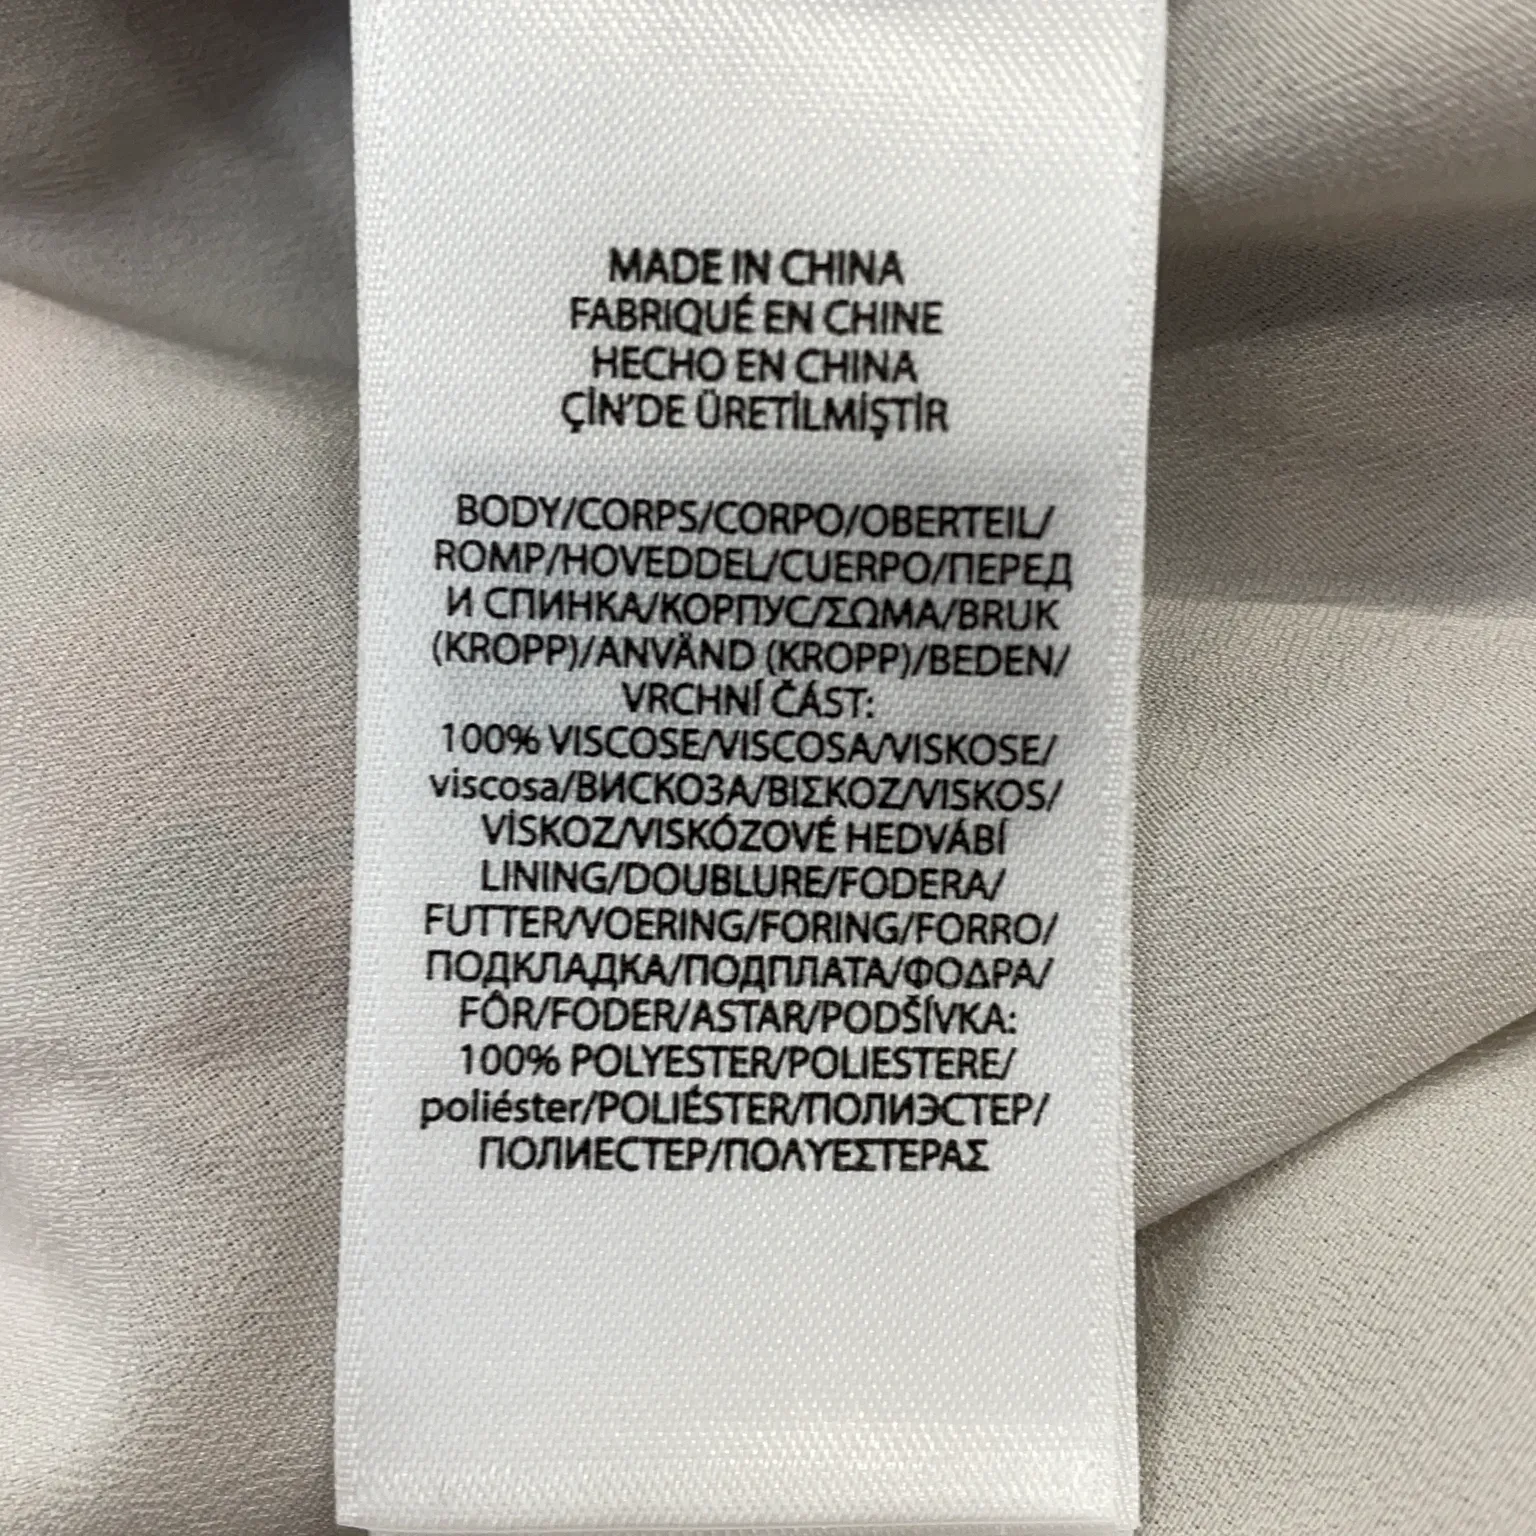 MADE IN CHINA
FABRIQUÉ EN CHINE
HECHO EN CHINA
ÇİN'DE ÜRETİLMİŞTİR
BODY/CORPS/CORPO/OBERTEIL/
ROMP/HOVEDDEL/CUERPO/ПЕРЕД
И СПИНКА/КОРПУС/ΣΩΜΑ/BRUK
(KROPP)/ANVÄND (KROPP)/BEDEN/
VRCHNÍ ČÁST:
100% VISCOSE/VISCOSA/VISKOSE/
viscosa/ВИСКОЗА/ΒΙΣΚΟΖ/VISKOS/
VİSKOZ/VISKÓZOVÉ HEDVÁBÍ
LINING/DOUBLURE/FODERA/
FUTTER/VOERING/FORING/FORRO/
ПОДКЛАДКА/ПОДПЛАТА/ΦΟΔΡΑ/
FÔR/FODER/ASTAR/PODŠÍVKA:
100% POLYESTER/POLIESTERE/
poliéster/POLIÉSTER/ПОЛИЭСТЕР/
ПОЛИЕСТЕР/ΠΟΛΥΕΣΤΕΡΑΣ